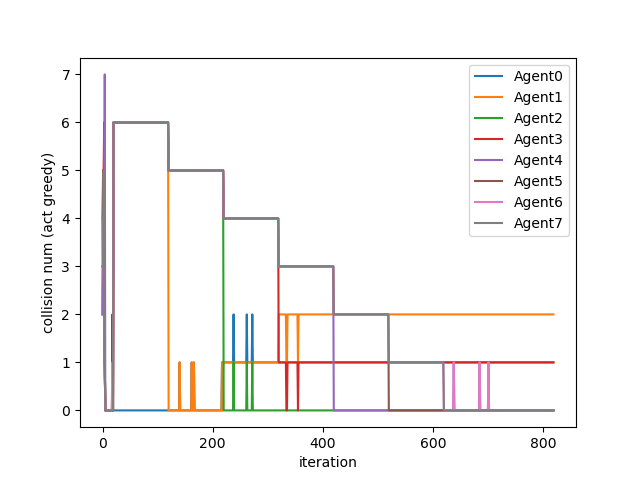 collision num (act greedy)
7
6
5
4
3
2
1
0
0
200
400
600
800
iteration
Agent0
Agent1
Agent2
Agent3
Agent4
Agent5
Agent6
Agent7